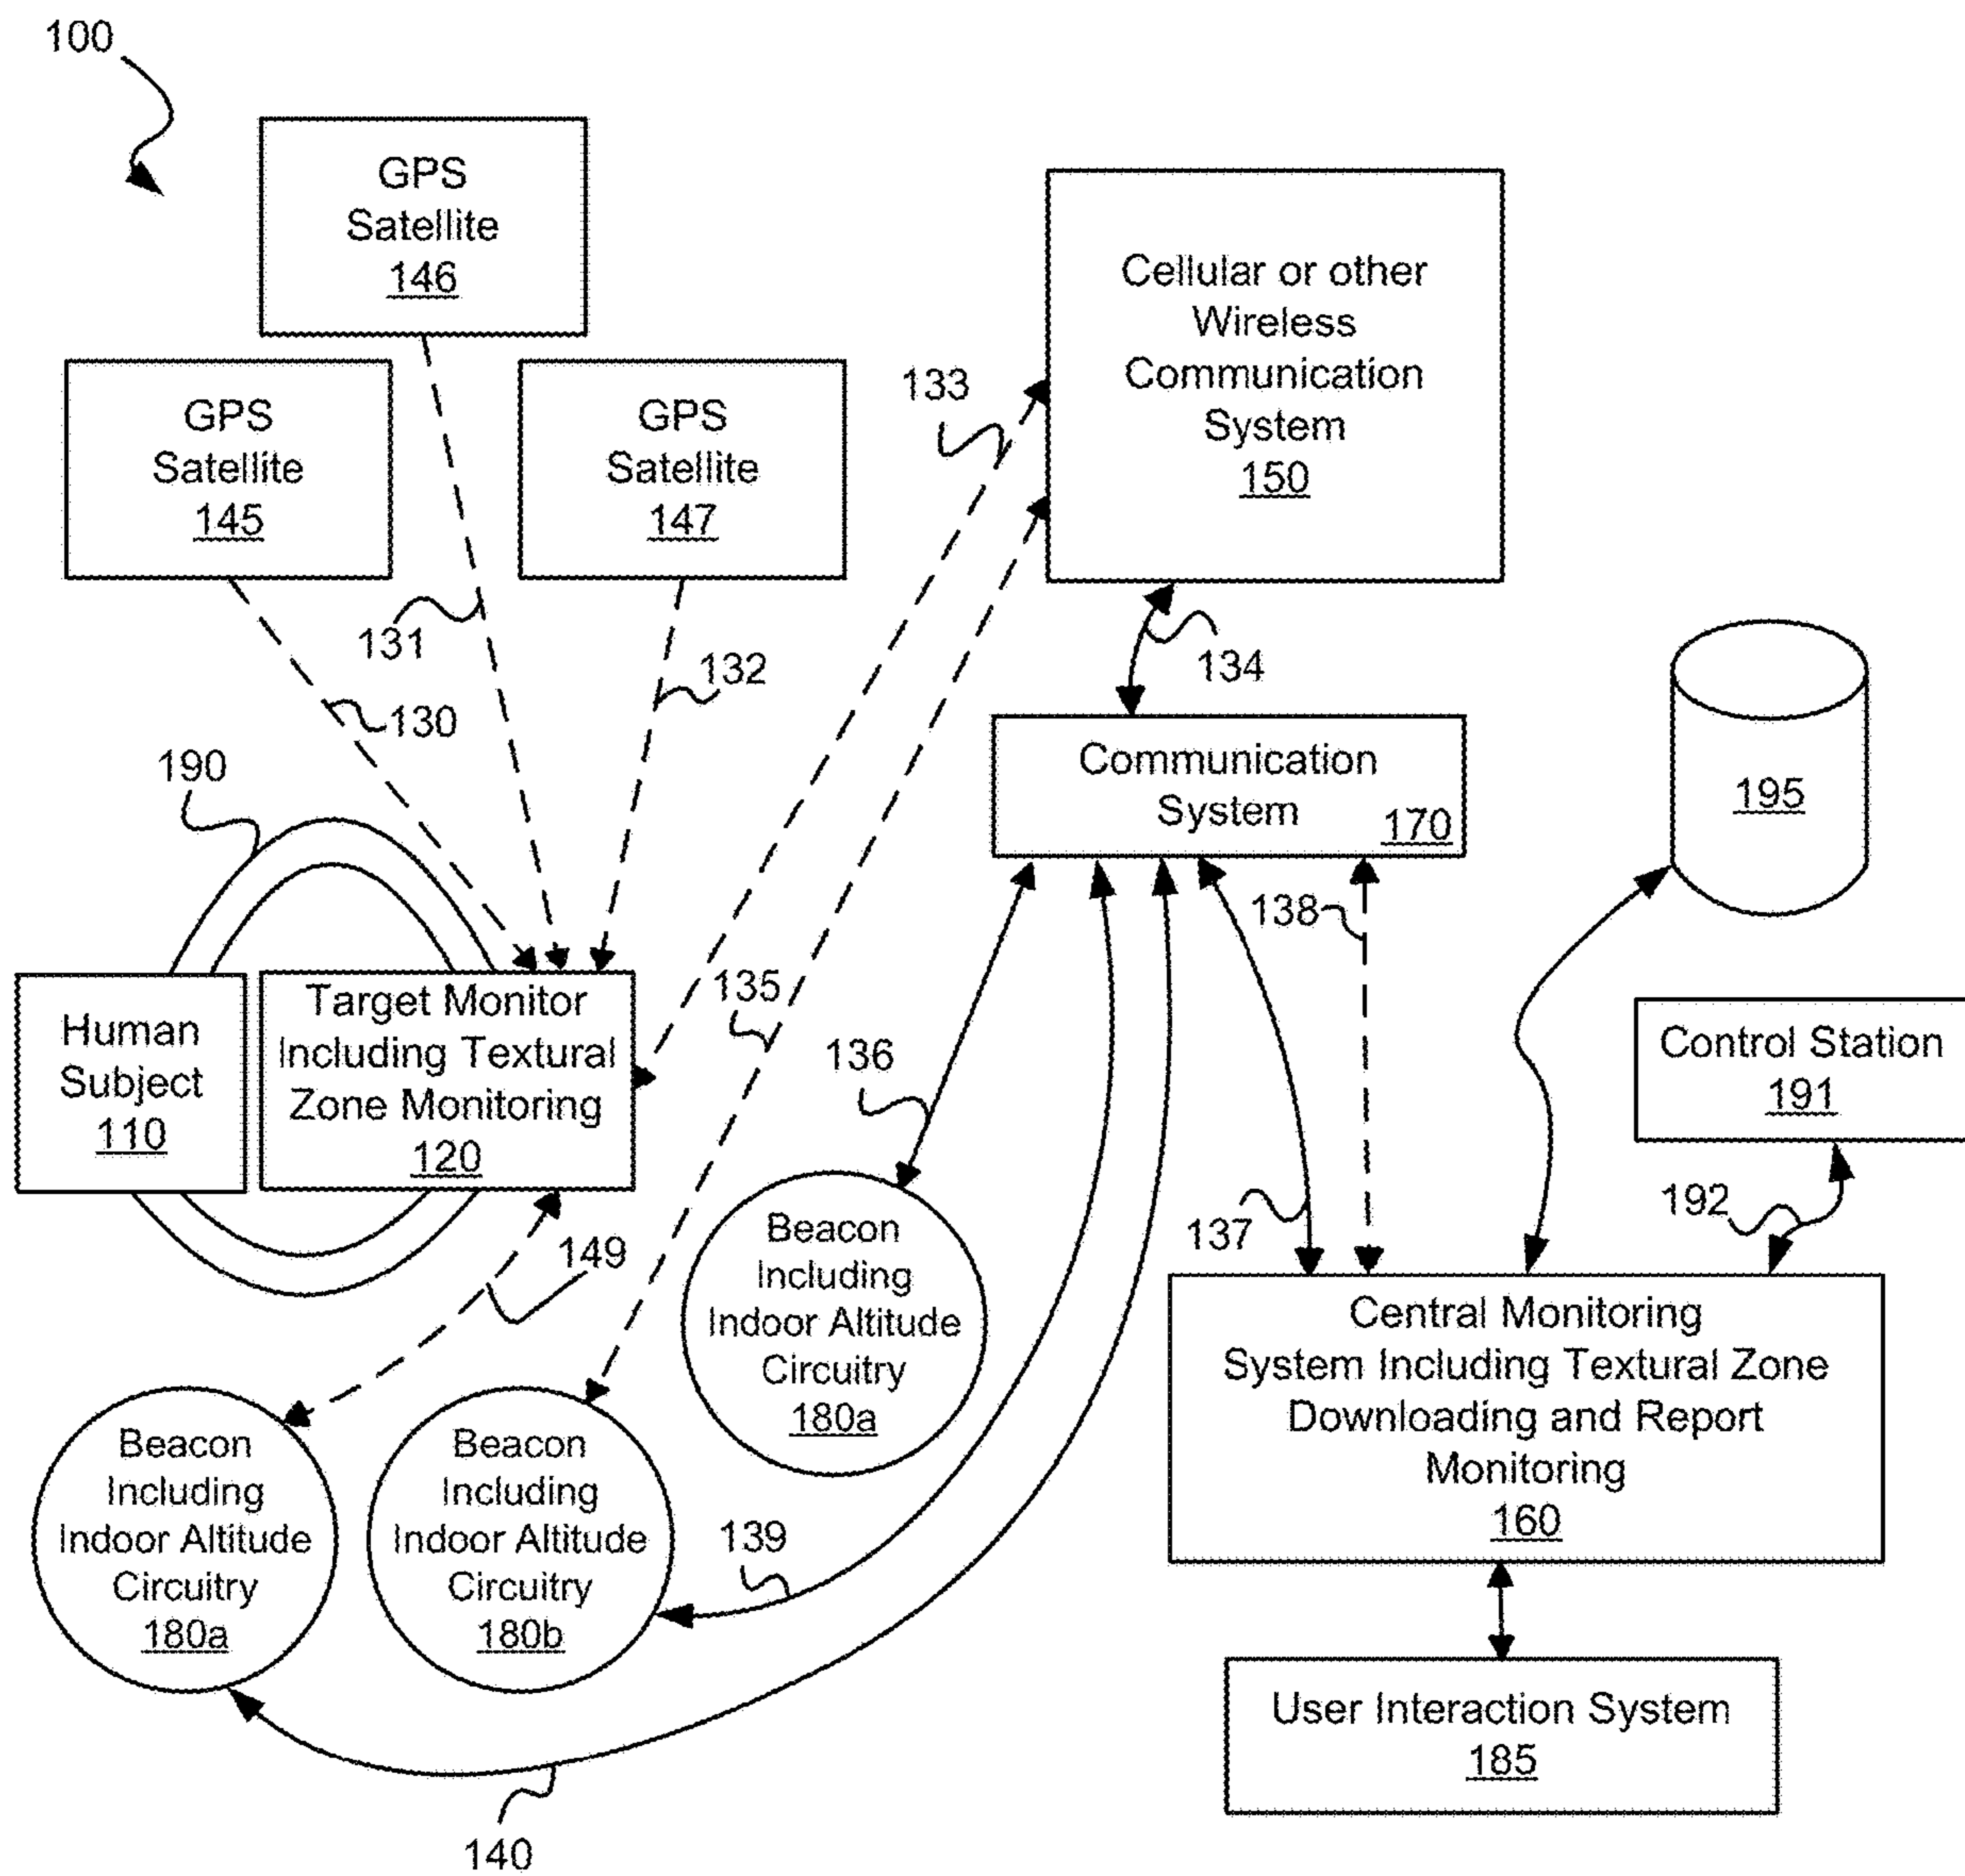 100
GPS
Satellite
146
GPS
Satellite
145
GPS
Satellite
147
Cellular or other
Wireless
Communication
System
150
133
131
132
130
134
190
Communication
System
170
195
138
Human
Subject
110
Target Monitor
Including Textural
Zone Monitoring
120
135
136
Control Station
191
192
137
149
Beacon
Including
Indoor Altitude
Circuitry
180a
Central Monitoring
System Including Textural Zone
Downloading and Report
Monitoring
160
Beacon
Including
Indoor Altitude
Circuitry
180a
Beacon
Including
Indoor Altitude
Circuitry
180b
139
User Interaction System
185
140